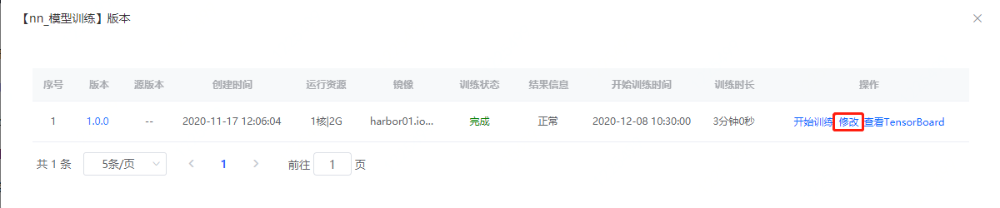 【nn_模型训练】版本
序号 版本 源版本 创建时间 运行资源 镜像 训练状态 结果信息 开始训练时间 训练时长 操作
1 1.0.0 -- 2020-11-17 12:06:04 1核|2G harbor01.io... 完成 正常 2020-12-08 10:30:00 3分钟0秒 开始训练 修改 查看TensorBoard
共 1 条 5条/页 1 前往 1 页